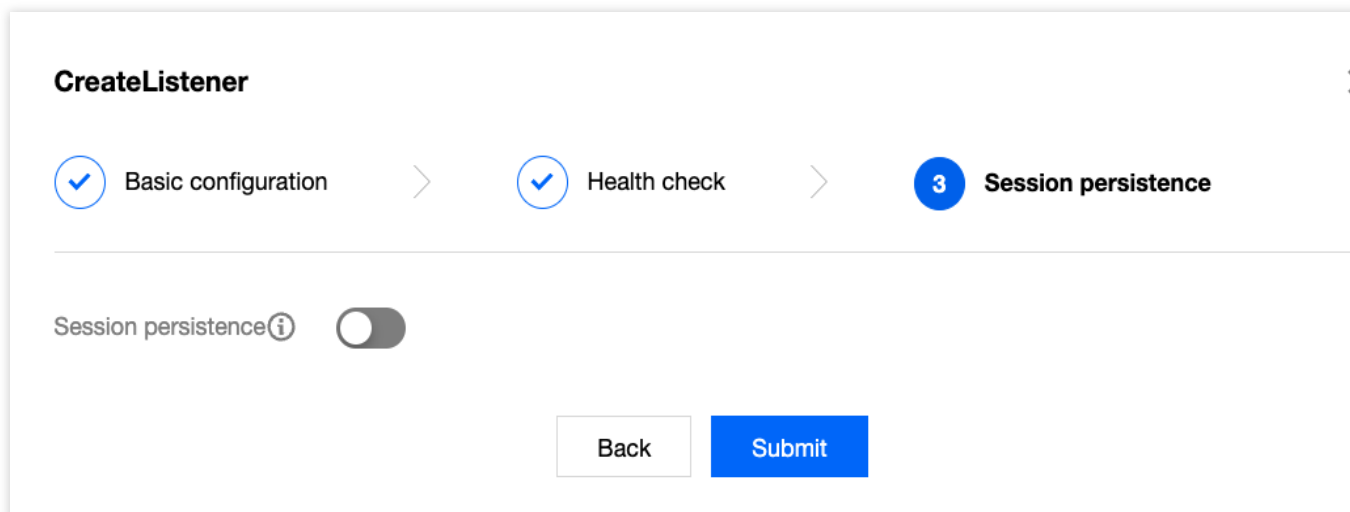 CreateListener
Basic configuration
Health check
3 Session persistence
Session persistence
Back
Submit